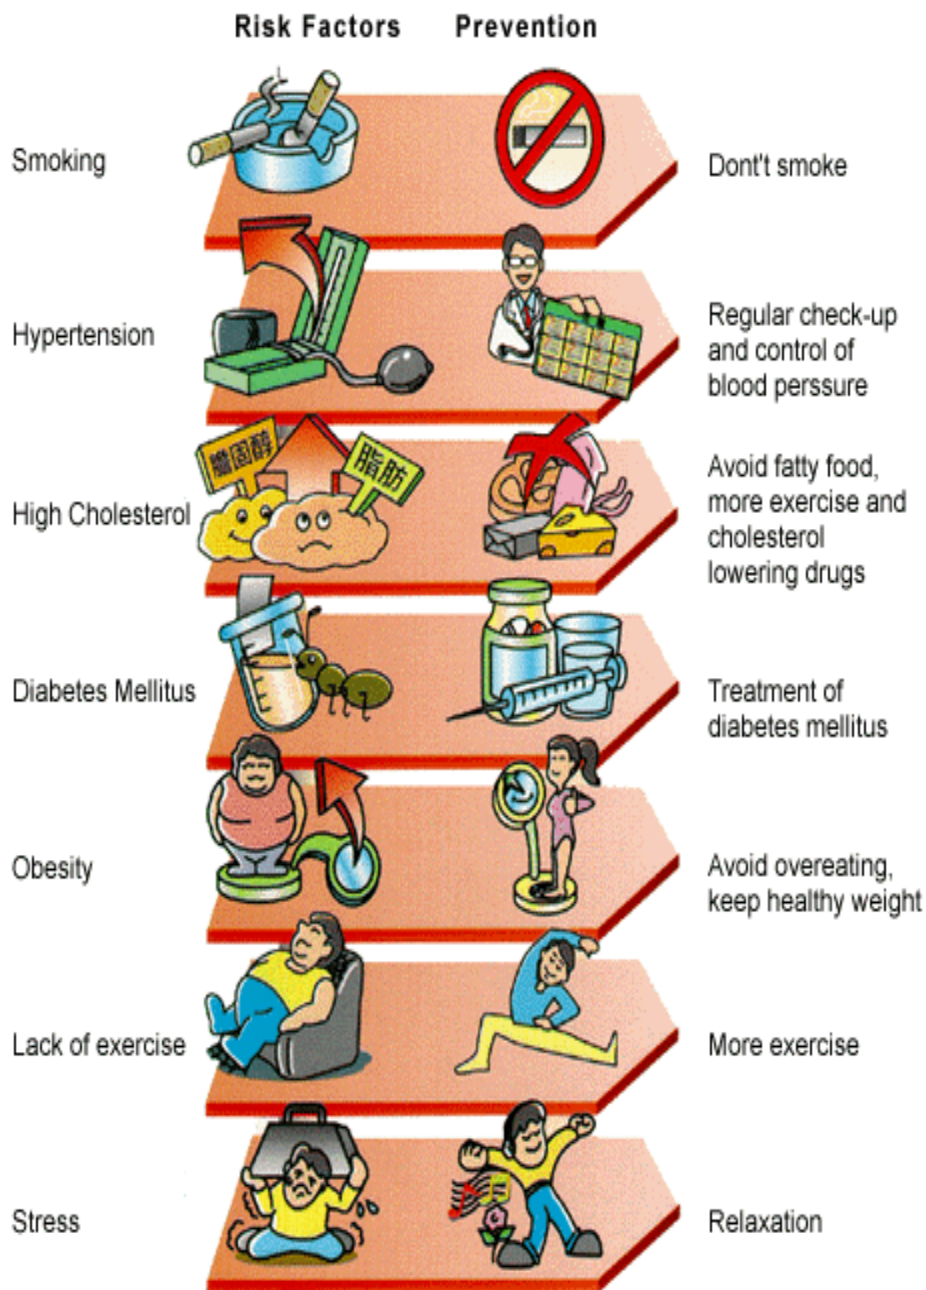 Risk Factors Prevention
Smoking
Dont't smoke
Hypertension
Regular check-up
and control of
blood perssure
膽固醇
脂肪
High Cholesterol
Avoid fatty food,
more exercise and
cholesterol
lowering drugs
Diabetes Mellitus
Treatment of
diabetes mellitus
Obesity
Avoid overeating,
keep healthy weight
Lack of exercise
More exercise
Stress
Relaxation